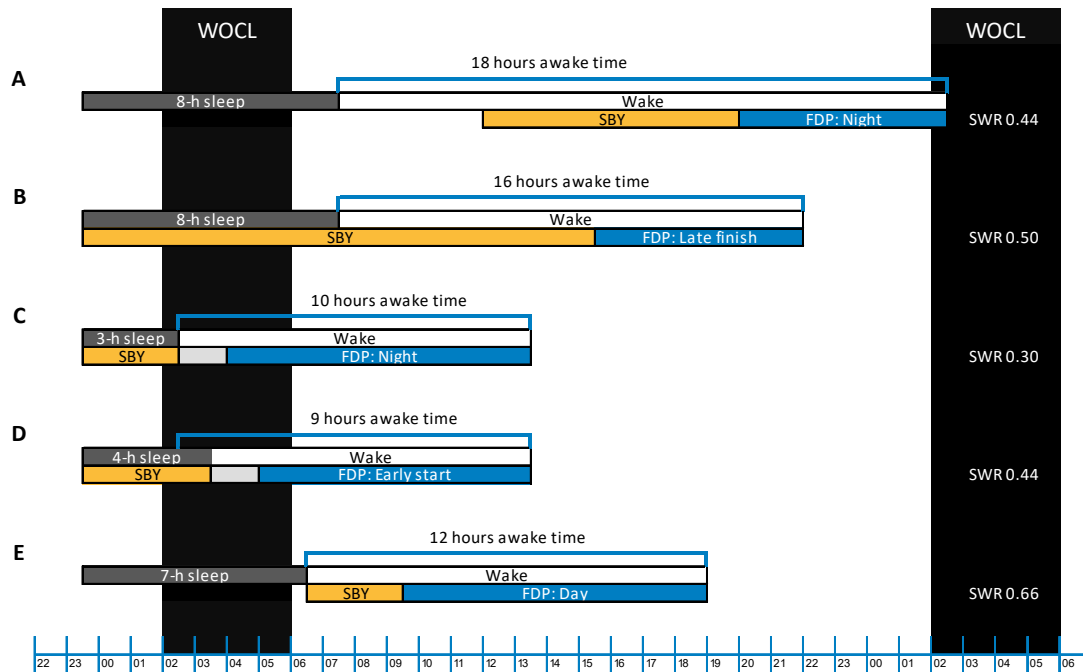 WOCL WOCL
18 hours awake time
A
8-h sleep Wake
SBY FDP: Night SWR 0.44
16 hours awake time
B
8-h sleep Wake
SBY FDP: Late finish SWR 0.50
10 hours awake time
C
3-h sleep Wake
SBY FDP: Night SWR 0.30
9 hours awake time
D
4-h sleep Wake
SBY FDP: Early start SWR 0.44
12 hours awake time
E
7-h sleep Wake
SBY FDP: Day SWR 0.66
22 23 00 01 02 03 04 05 06 07 08 09 10 11 12 13 14 15 16 17 18 19 20 21 22 23 00 01 02 03 04 05 06